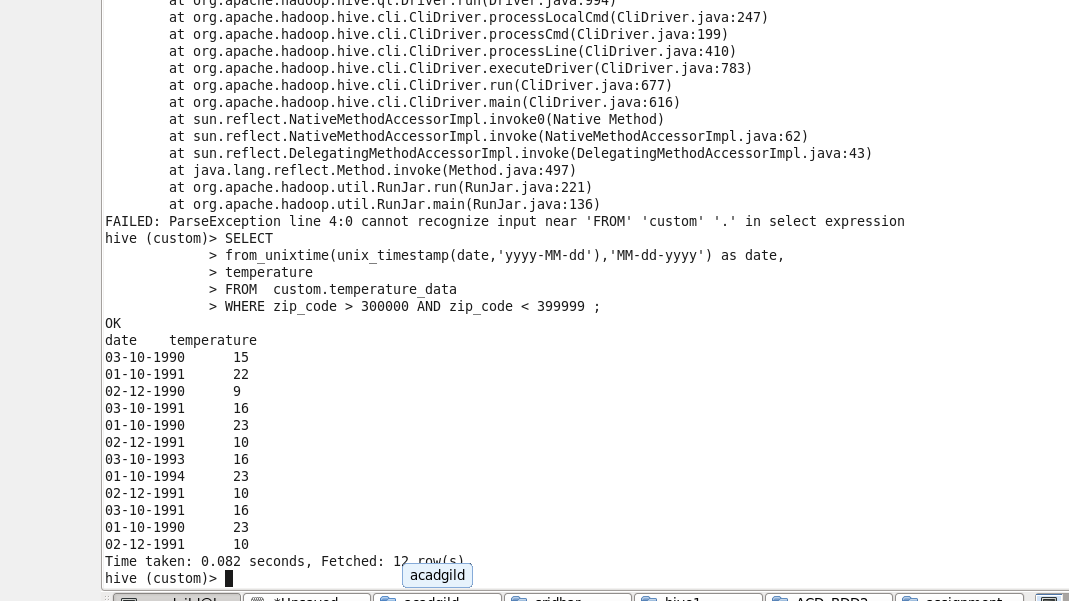 at org.apache.hadoop.hive.ql.Driver.run(Driver.java:994)
at org.apache.hadoop.hive.cli.CliDriver.processLocalCmd(CliDriver.java:247)
at org.apache.hadoop.hive.cli.CliDriver.processCmd(CliDriver.java:199)
at org.apache.hadoop.hive.cli.CliDriver.processLine(CliDriver.java:410)
at org.apache.hadoop.hive.cli.CliDriver.executeDriver(CliDriver.java:783)
at org.apache.hadoop.hive.cli.CliDriver.run(CliDriver.java:677)
at org.apache.hadoop.hive.cli.CliDriver.main(CliDriver.java:616)
at sun.reflect.NativeMethodAccessorImpl.invoke0(Native Method)
at sun.reflect.NativeMethodAccessorImpl.invoke(NativeMethodAccessorImpl.java:62)
at sun.reflect.DelegatingMethodAccessorImpl.invoke(DelegatingMethodAccessorImpl.java:43)
at java.lang.reflect.Method.invoke(Method.java:497)
at org.apache.hadoop.util.RunJar.run(RunJar.java:221)
at org.apache.hadoop.util.RunJar.main(RunJar.java:136)
FAILED: ParseException line 4:0 cannot recognize input near 'FROM' 'custom' '.' in select expression
hive (custom)> SELECT
> from_unixtime(unix_timestamp(date,'yyyy-MM-dd'),'MM-dd-yyyy') as date,
> temperature
> FROM  custom.temperature_data
> WHERE zip_code > 300000 AND zip_code < 399999 ;
OK
date    temperature
03-10-1990      15
01-10-1991      22
02-12-1990      9
03-10-1991      16
01-10-1990      23
02-12-1991      10
03-10-1993      16
01-10-1994      23
02-12-1991      10
03-10-1991      16
01-10-1990      23
02-12-1991      10
Time taken: 0.082 seconds, Fetched: 12 row(s)
hive (custom)>
acadgild